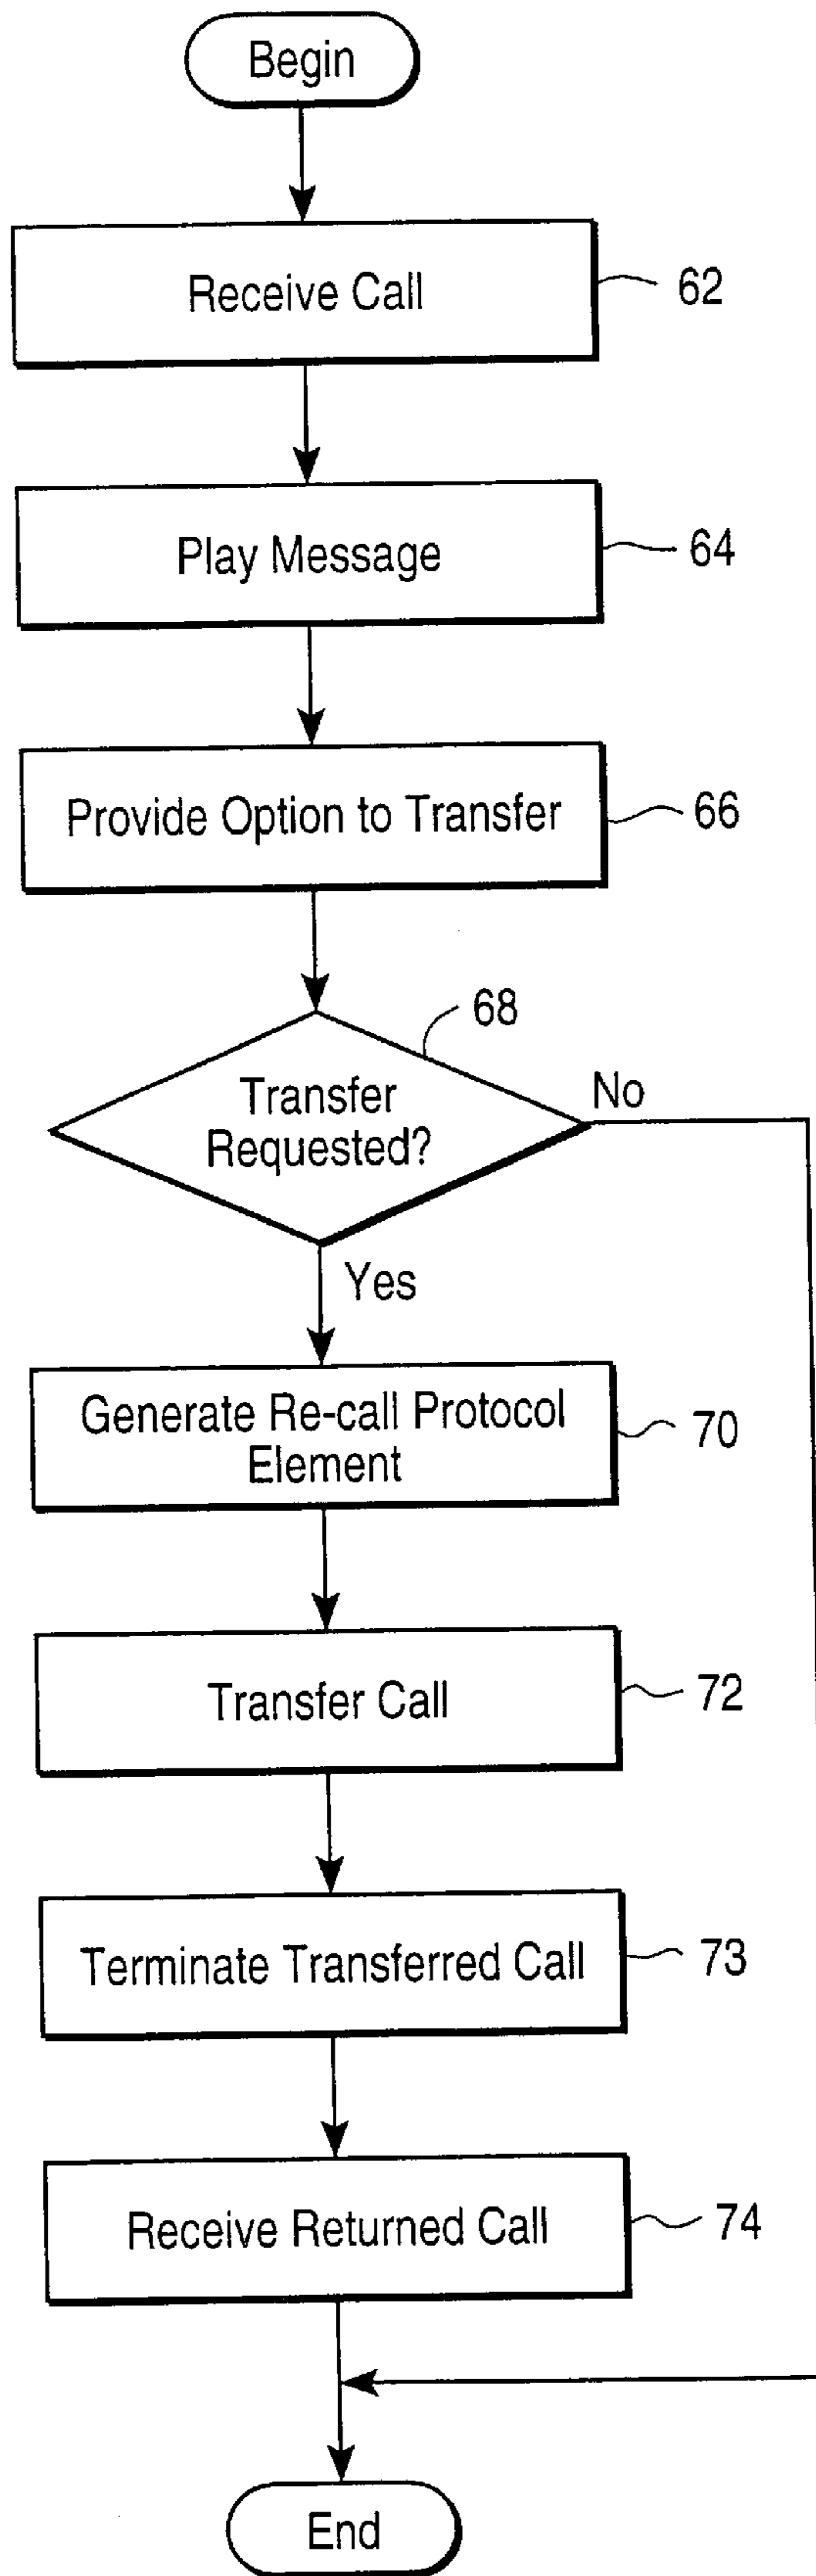 Begin
Receive Call
62
Play Message
64
Provide Option to Transfer
66
68
Transfer
Requested?
No
Yes
Generate Re-call Protocol
Element
70
Transfer Call
72
Terminate Transferred Call
73
Receive Returned Call
74
End